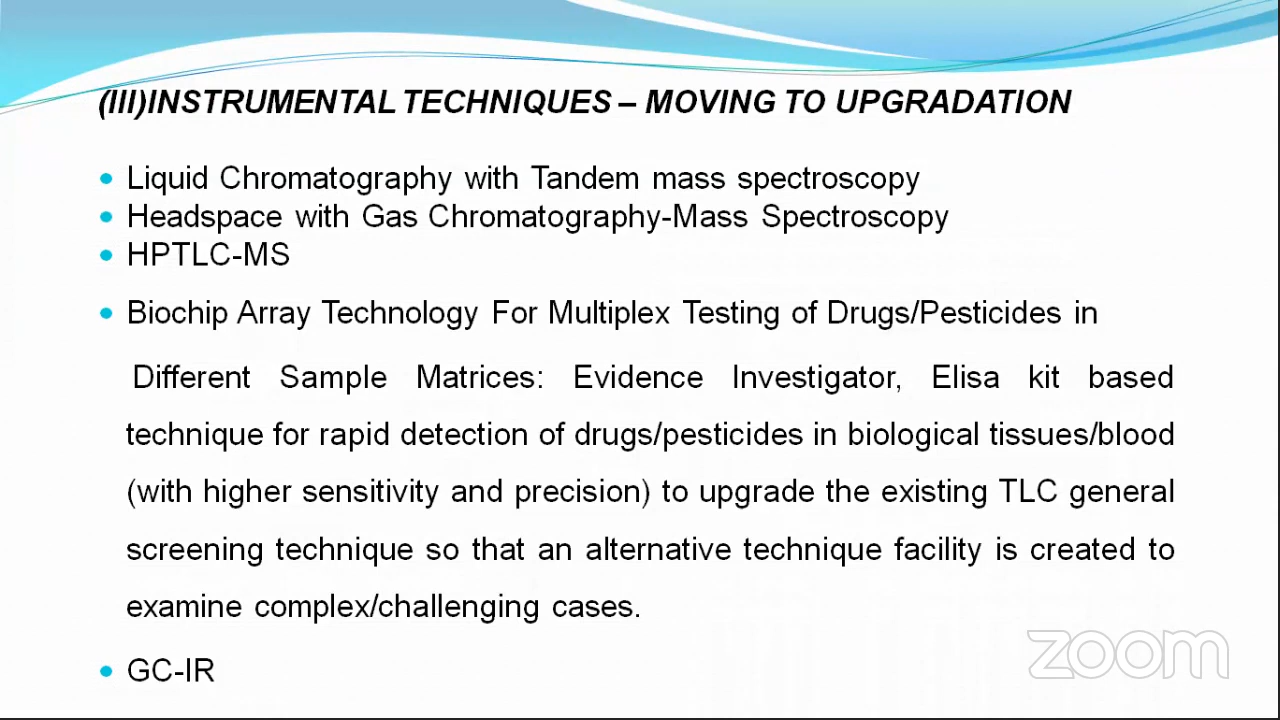 (III)INSTRUMENTAL TECHNIQUES – MOVING TO UPGRADATION
• Liquid Chromatography with Tandem mass spectroscopy
• Headspace with Gas Chromatography-Mass Spectroscopy
• HPTLC-MS
• Biochip Array Technology For Multiplex Testing of Drugs/Pesticides in
Different Sample Matrices: Evidence Investigator, Elisa kit based
technique for rapid detection of drugs/pesticides in biological tissues/blood
(with higher sensitivity and precision) to upgrade the existing TLC general
screening technique so that an alternative technique facility is created to
examine complex/challenging cases.
• GC-IR
zoom